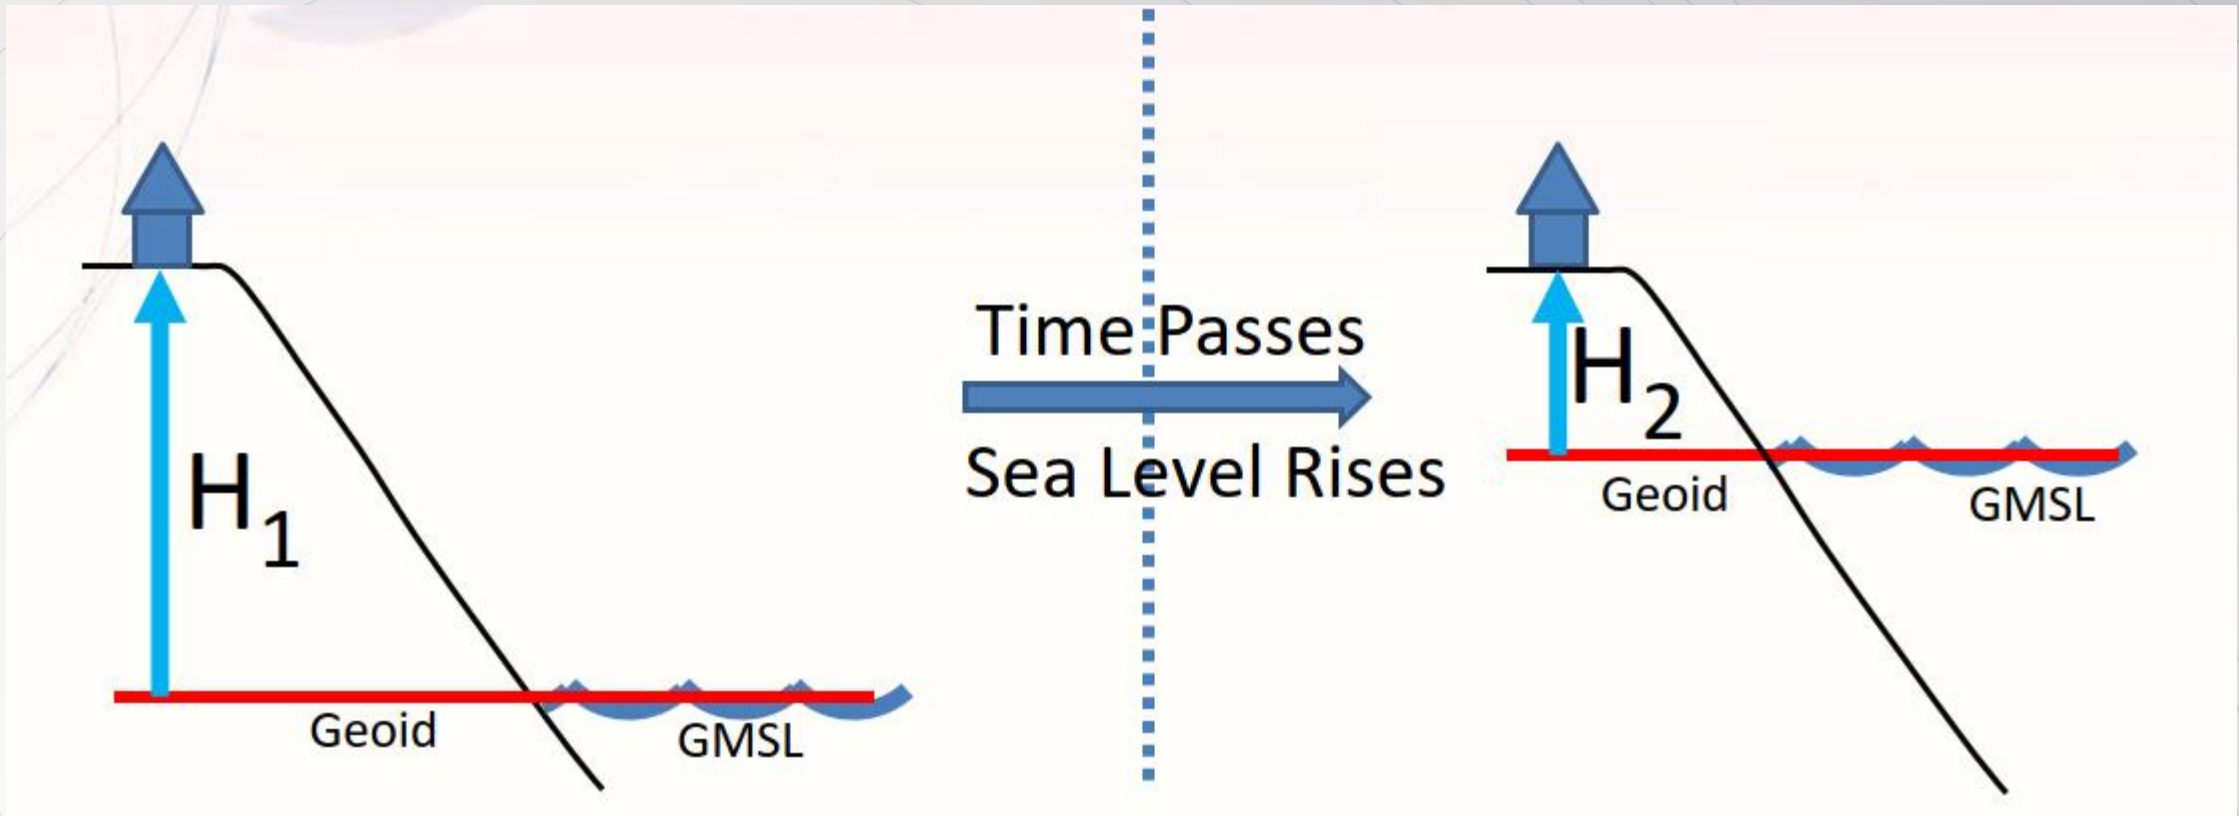 H1
Geoid
GMSL
Time Passes
Sea Level Rises
H2
Geoid
GMSL